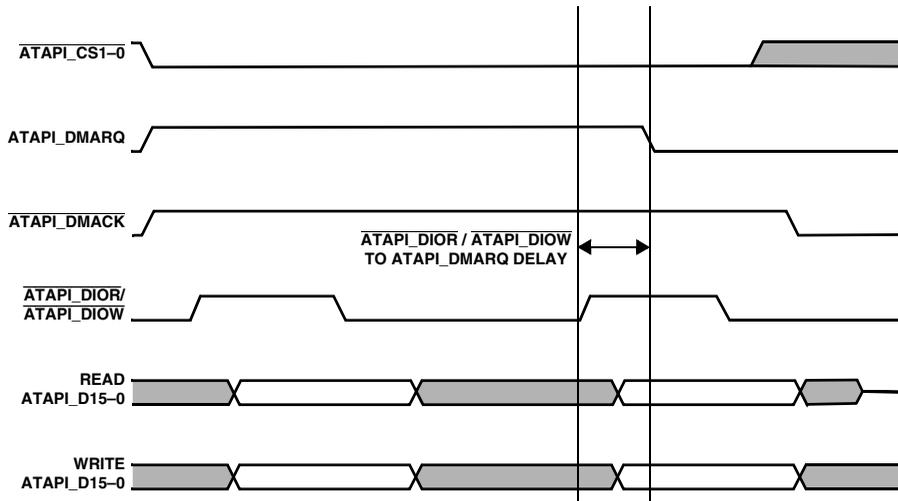 ATAPI_CS1–0
ATAPI_DMARQ
ATAPI_DMACK
ATAPI_DIOR / ATAPI_DIOW
TO ATAPI_DMARQ DELAY
ATAPI_DIOR/
ATAPI_DIOW
READ
ATAPI_D15–0
WRITE
ATAPI_D15–0